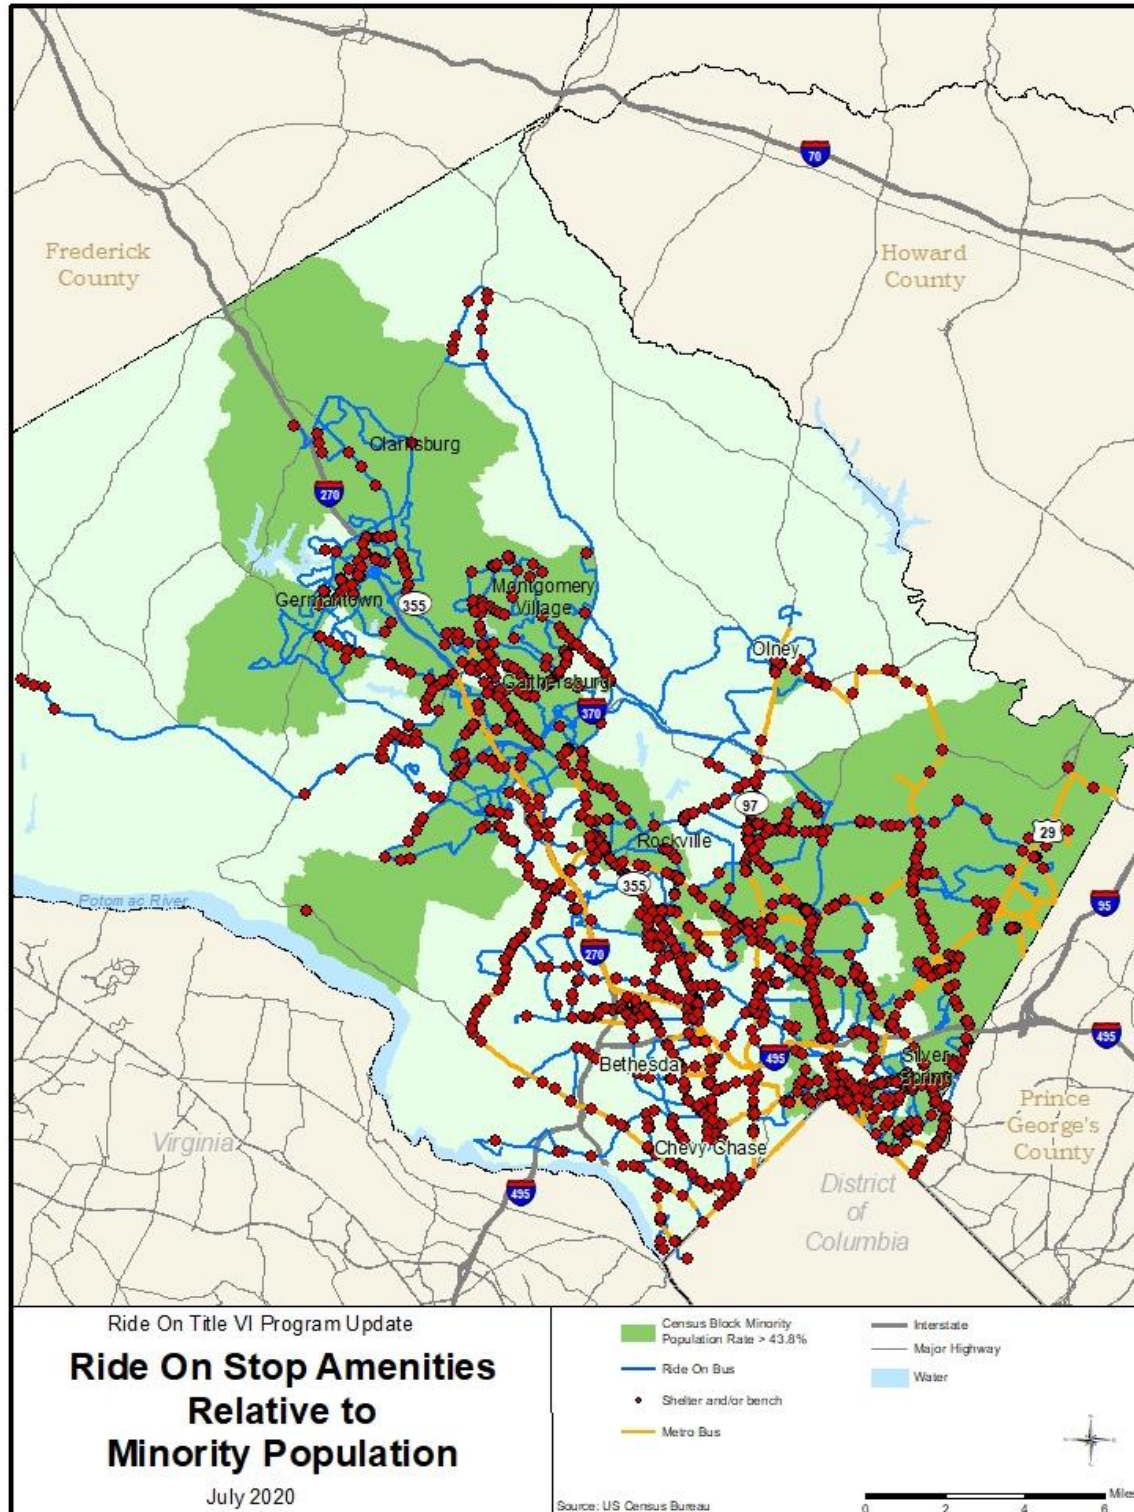 70
Frederick
County
Howard
County
Clarksburg
270
Germantown
355
Montgomery
Village
Olney
Gaithersburg
370
97
29
Rockville
355
Potomac River
95
270
495
495
Silver
Spring
Bethesda
Prince
George's
County
Virginia
Chevy Chase
495
District
of
Columbia
Ride On Title VI Program Update
Ride On Stop Amenities
Relative to
Minority Population
July 2020
Census Block Minority
Population Rate > 43.8%
Ride On Bus
Shelter and/or bench
Metro Bus
Interstate
Major Highway
Water
Source: US Census Bureau
Miles
0 2 4 6